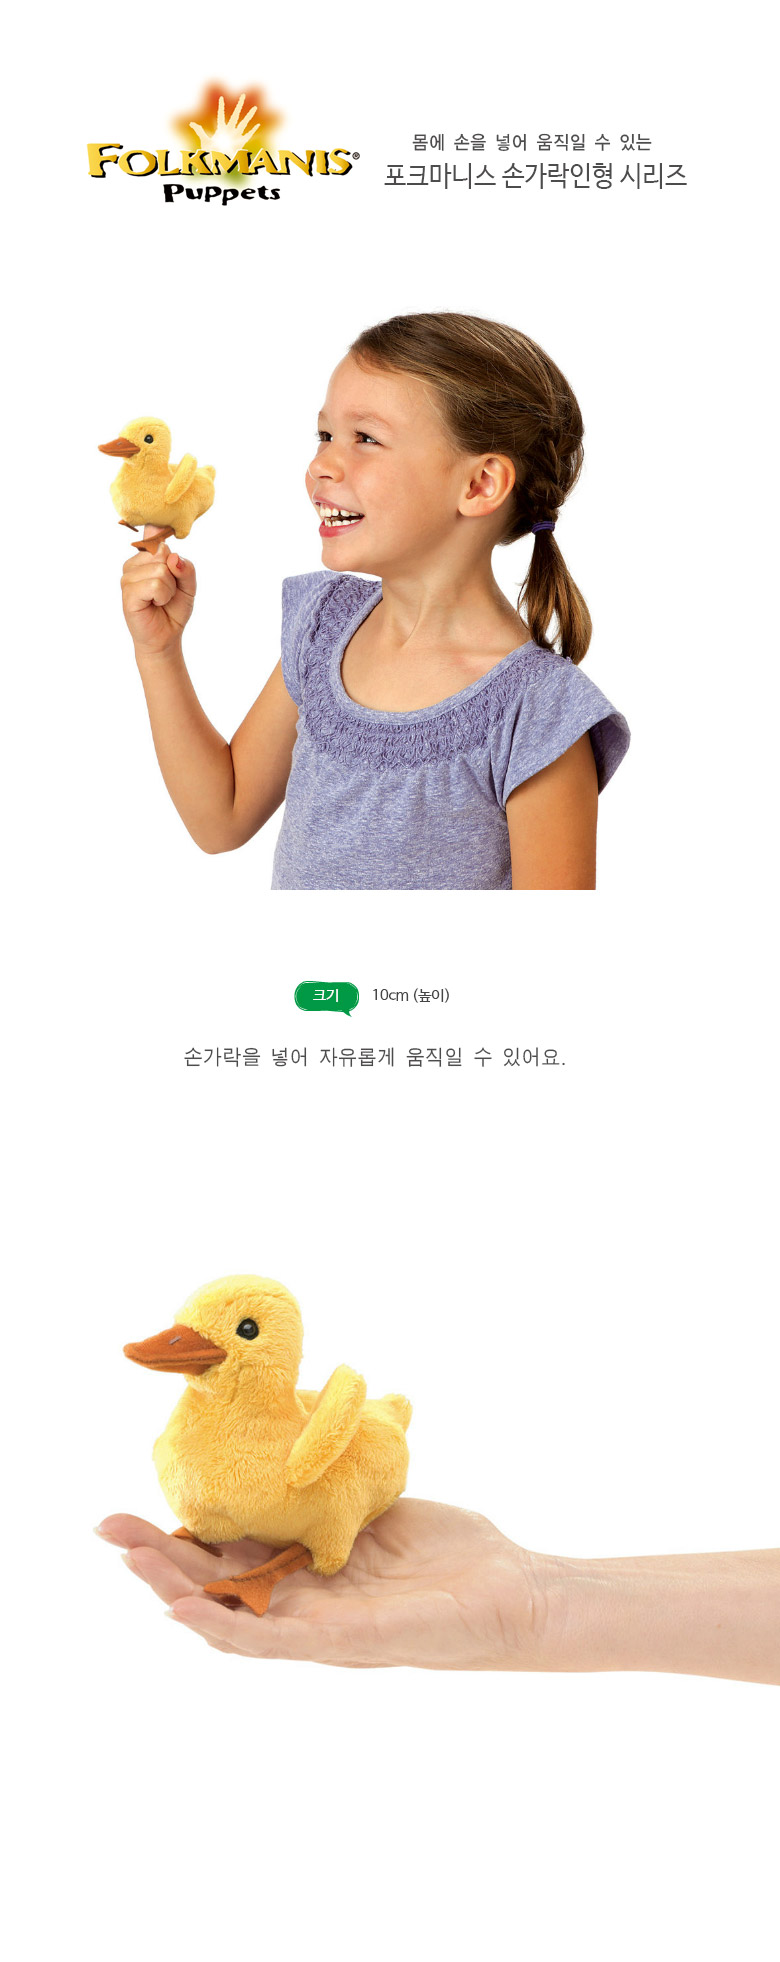 FOLKMANIS®
Puppets
몸에 손을 넣어 움직일 수 있는
포크마니스 손가락인형 시리즈
크기 10cm (높이)
손가락을 넣어 자유롭게 움직일 수 있어요.